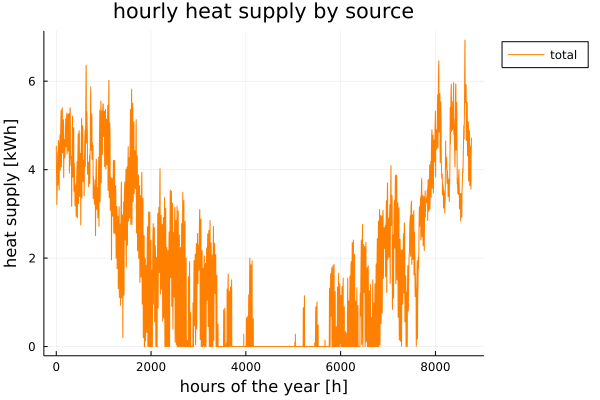 hourly heat supply by source
total
heat supply [kWh]
6
4
2
0
0 2000 4000 6000 8000
hours of the year [h]